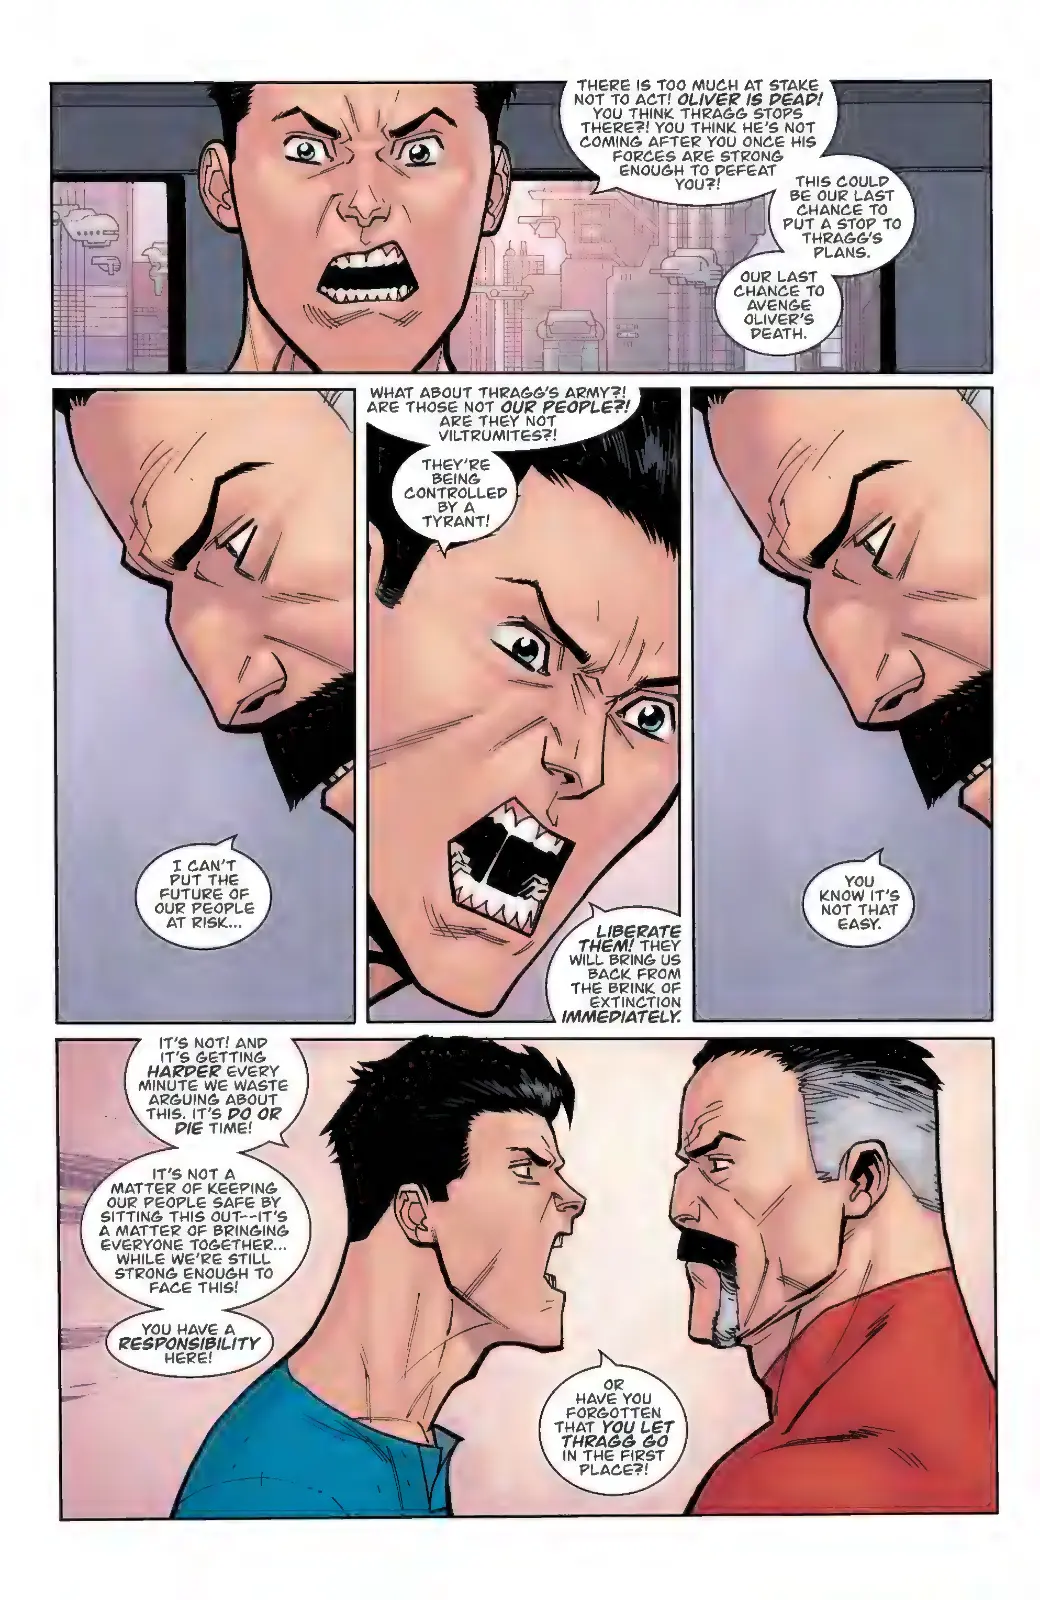 THERE IS TOO MUCH AT STAKE
NOT TO ACT! OLIVER IS DEAD!
YOU THINK THRAGG STOPS
THERE?! YOU THINK HE'S NOT
COMING AFTER YOU ONCE HIS
FORCES ARE STRONG
ENOUGH TO DEFEAT
YOU?!
THIS COULD
BE OUR LAST
CHANCE TO
PUT A STOP TO
THRAGG'S
PLANS.
OUR LAST
CHANCE TO
AVENGE
OLIVER'S
DEATH.
I CAN'T
PUT THE
FUTURE OF
OUR PEOPLE
AT RISK...
WHAT ABOUT THRAGG'S ARMY?!
ARE THOSE NOT OUR PEOPLE?!
ARE THEY NOT
VILTRUMITES?!
THEY'RE
BEING
CONTROLLED
BY A
TYRANT!
LIBERATE
THEM! THEY
WILL BRING US
BACK FROM
THE BRINK OF
EXTINCTION
IMMEDIATELY.
YOU
KNOW IT'S
NOT THAT
EASY.
IT'S NOT! AND
IT'S GETTING
HARDER EVERY
MINUTE WE WASTE
ARGUING ABOUT
THIS. IT'S DO OR
DIE TIME!
IT'S NOT A
MATTER OF KEEPING
OUR PEOPLE SAFE BY
SITTING THIS OUT--IT'S
A MATTER OF BRINGING
EVERYONE TOGETHER...
WHILE WE'RE STILL
STRONG ENOUGH TO
FACE THIS!
YOU HAVE A
RESPONSIBILITY
HERE!
OR
HAVE YOU
FORGOTTEN
THAT YOU LET
THRAGG GO
IN THE FIRST
PLACE?!